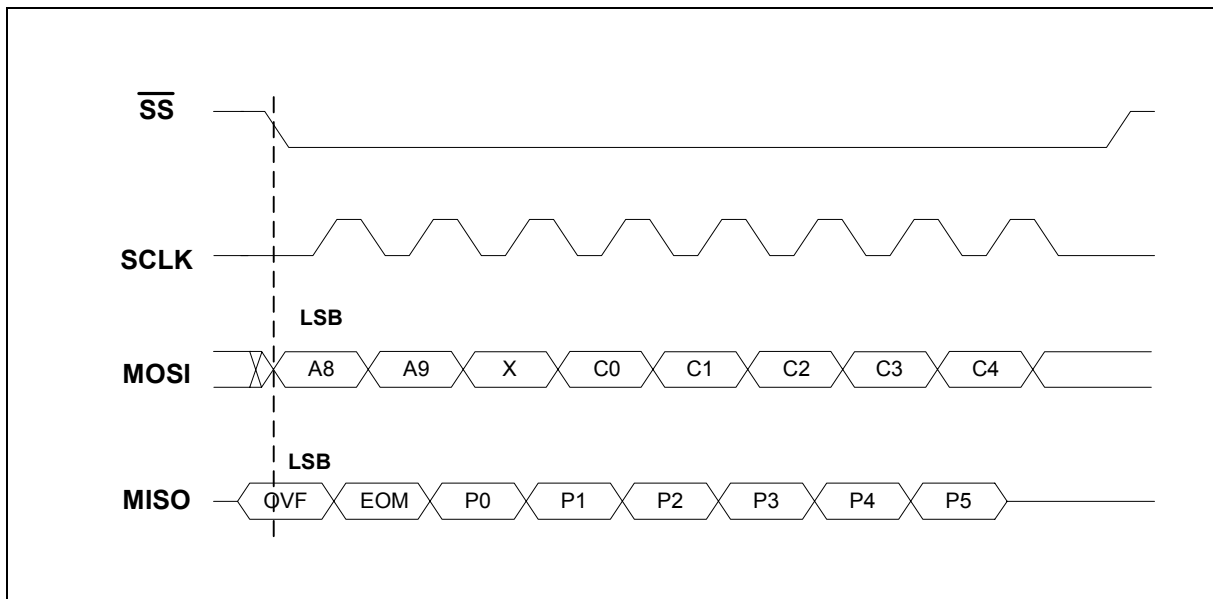 SS
SCLK
LSB
MOSI A8 A9 X C0 C1 C2 C3 C4
LSB
MISO OVF EOM P0 P1 P2 P3 P4 P5